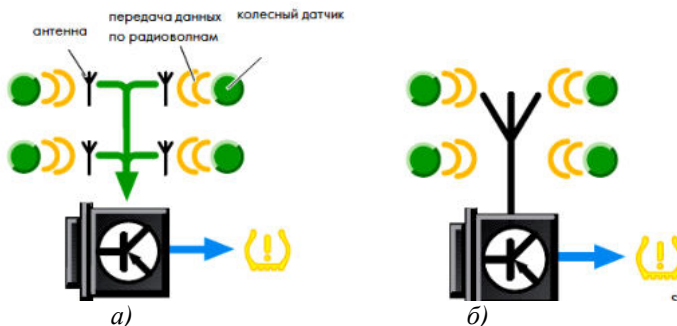 антенна
передача данных
по радиоволнам
колесный датчик
а)
б)